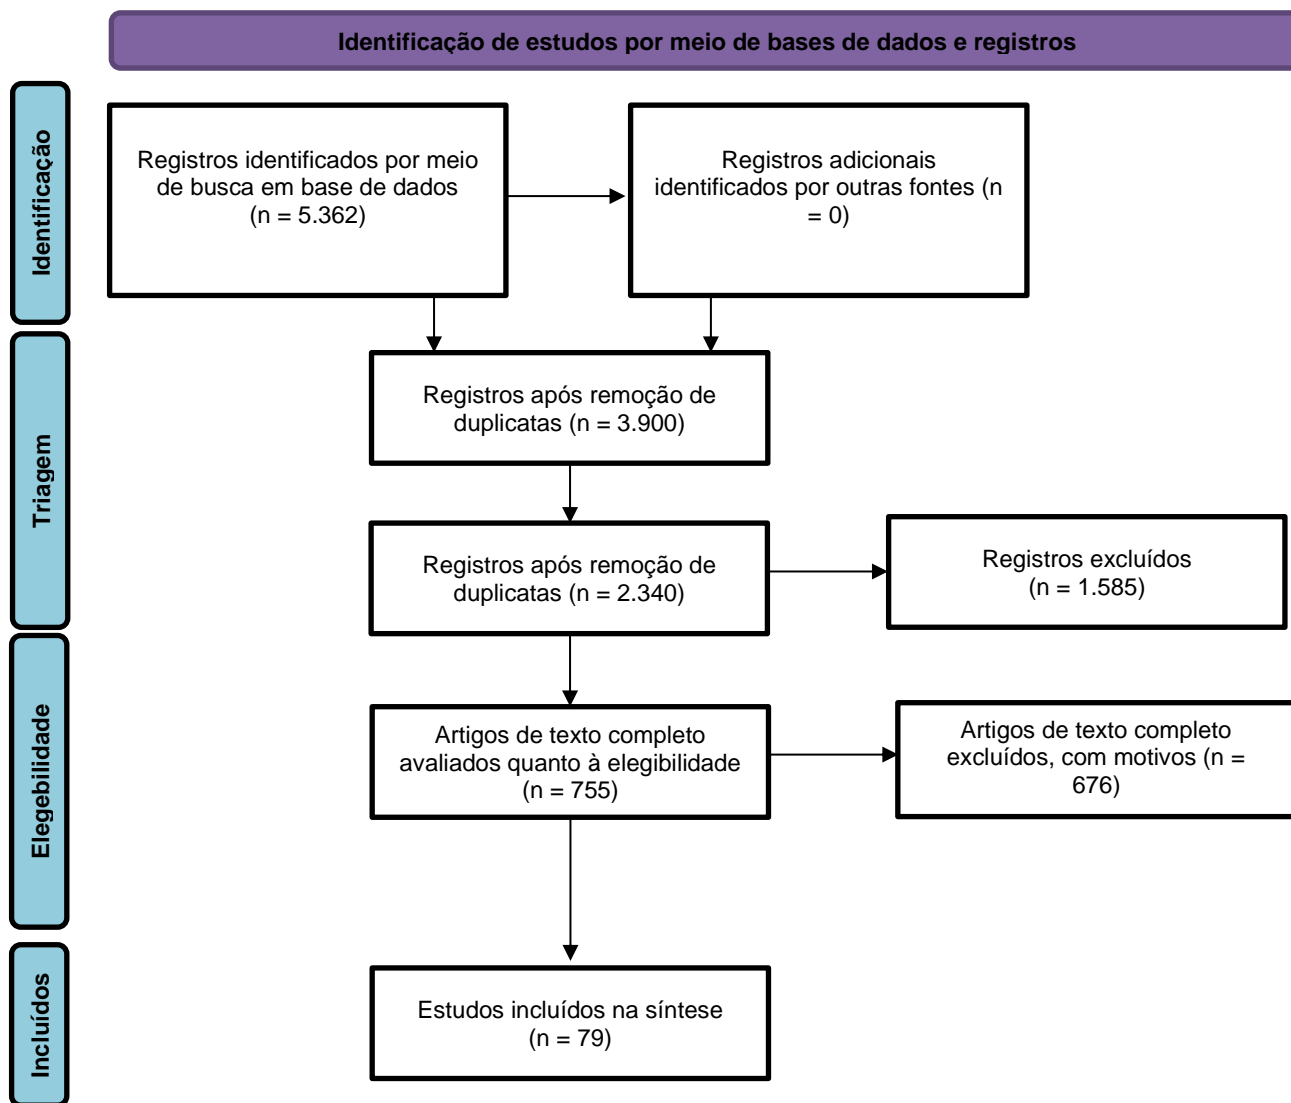 Identificação de estudos por meio de bases de dados e registros
Identificação
Registros identificados por meio
de busca em base de dados
(n = 5.362)
Registros adicionais
identificados por outras fontes (n
= 0)
Triagem
Registros após remoção de
duplicatas (n = 3.900)
Registros após remoção de
duplicatas (n = 2.340)
Registros excluídos
(n = 1.585)
Elegebilidade
Artigos de texto completo
avaliados quanto à elegibilidade
(n = 755)
Artigos de texto completo
excluídos, com motivos (n =
676)
Incluídos
Estudos incluídos na síntese
(n = 79)